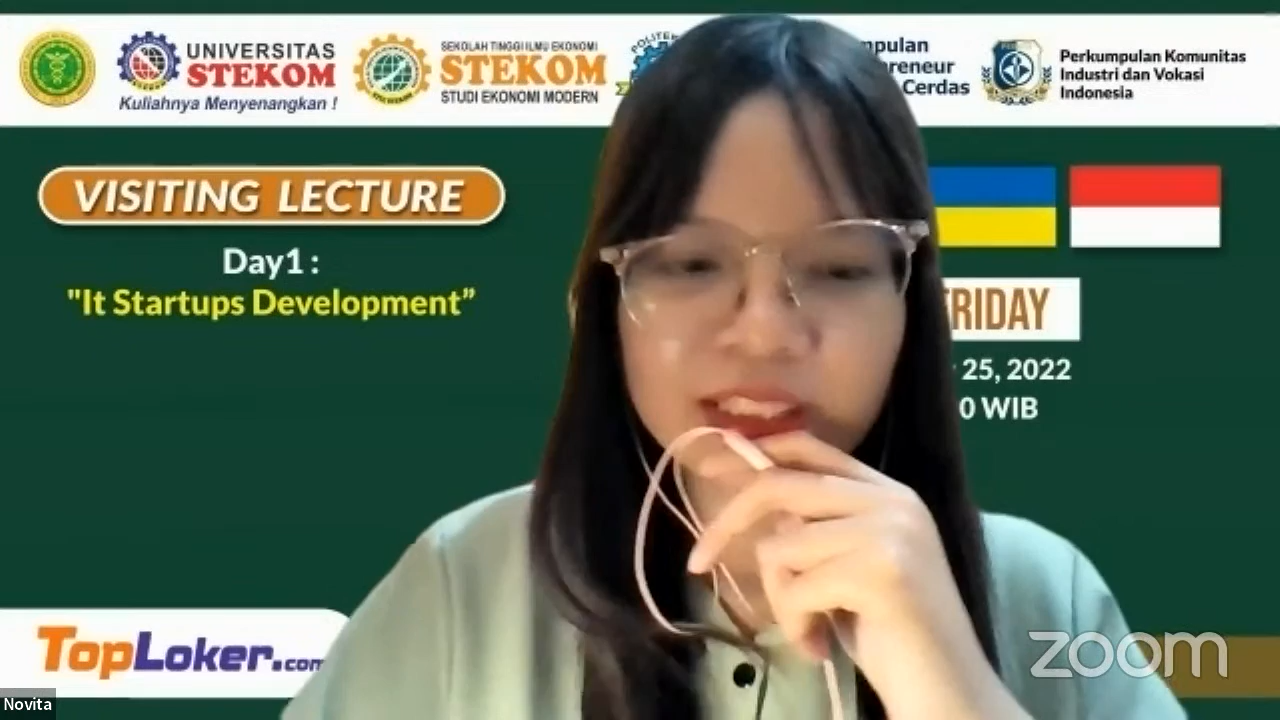 UNIVERSITAS
STEKOM
Kuliahnya Menyenangkan !
SEKOLAH TINGGI ILMU EKONOMI
STEKOM
STUDI EKONOMI MODERN
Cerdas
Perkumpulan Komunitas
Industri dan Vokasi
Indonesia
VISITING LECTURE
Day1 :
"It Startups Development”
25, 2022
WIB
TopLoker.com
zoom
Novita